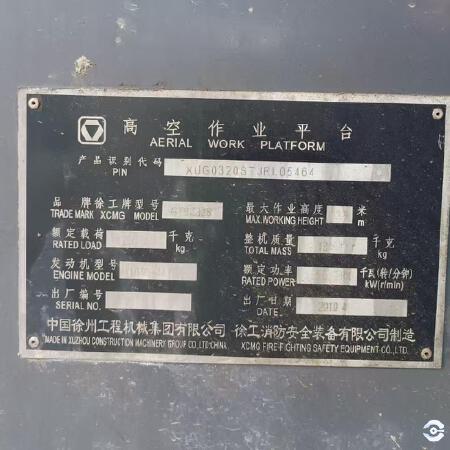 高空作业平台
AERIAL WORK PLATFORM
产品识别代码
PIN
品牌徐工牌型号
TRADE MARK XCMG MODEL
最大作业高度 米
MAX.WORKING HEIGHT m
额定载荷 千克
RATED LOAD kg
整机质量 千克
TOTAL MASS kg
发动机型号
ENGINE MODEL
额定功率 千瓦(转/分钟)
RATED POWER kW(r/min)
出厂编号
SERIAL NO.
出厂日期 2019.4
DATE.
中国徐州工程机械集团有限公司 徐工消防安全装备有限公司制造
MADE IN XUZHOU CONSTRUCTION MACHINERY GROUP CO.,LTD CHINA XCMG FIRE-FIGHTING SAFETY EQUIPMENT CO.,LTD.